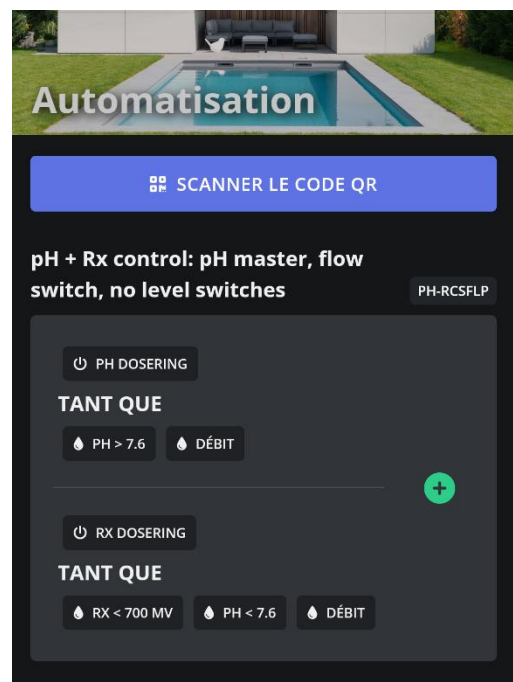 Automatisation
SCANNER LE CODE QR
pH + Rx control: pH master, flow
switch, no level switches
PH-RCSFLP
PH DOSERING
TANT QUE
PH > 7.6 DÉBIT
RX DOSERING
TANT QUE
RX < 700 MV PH < 7.6 DÉBIT